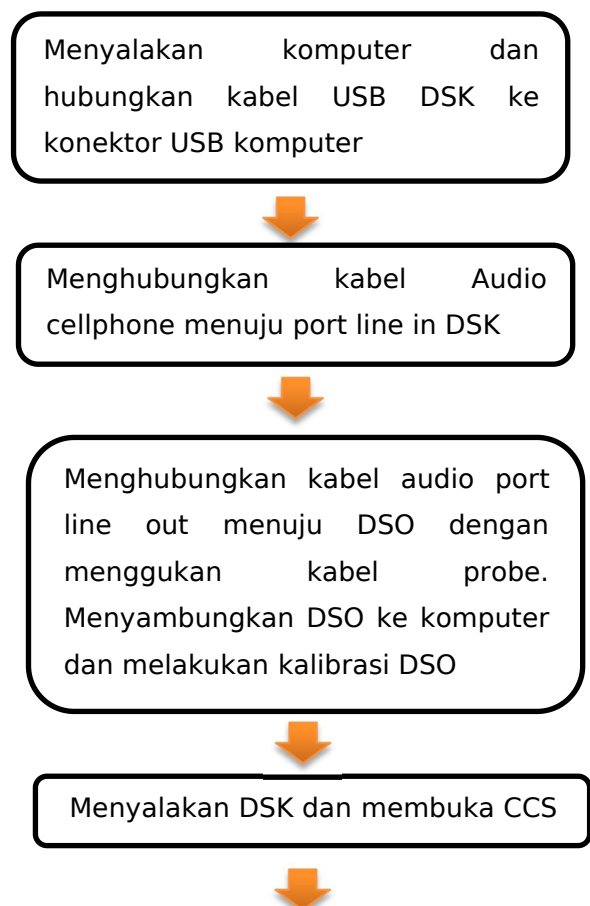 Menyalakan komputer dan
hubungkan kabel USB DSK ke
konektor USB komputer
Menghubungkan kabel Audio
cellphone menuju port line in DSK
Menghubungkan kabel audio port
line out menuju DSO dengan
menggukan kabel probe.
Menyambungkan DSO ke komputer
dan melakukan kalibrasi DSO
Menyalakan DSK dan membuka CCS